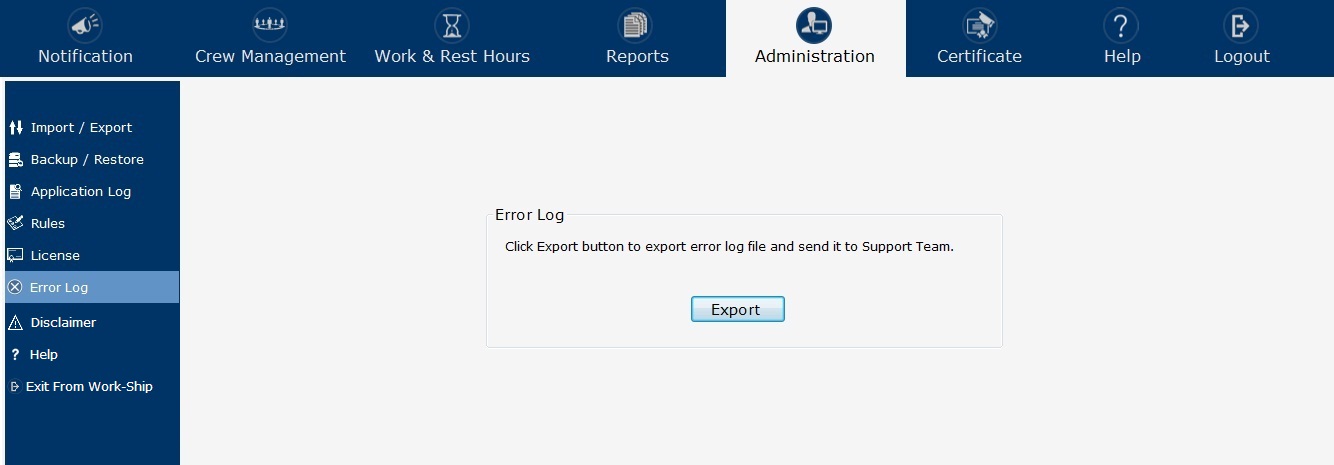 Notification
Crew Management
Work & Rest Hours
Reports
Administration
Certificate
Help
Logout
Import / Export
Backup / Restore
Application Log
Rules
License
Error Log
Disclaimer
Help
Exit From Work-Ship
Error Log
Click Export button to export error log file and send it to Support Team.
Export